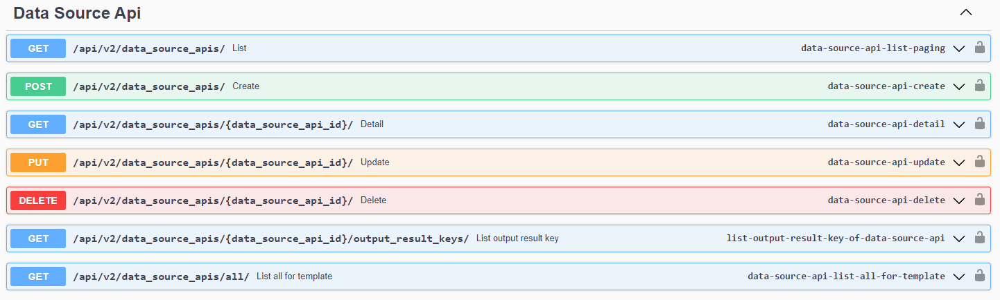 Data Source Api
GET /api/v2/data_source_apis/ List data-source-api-list-paging
POST /api/v2/data_source_apis/ Create data-source-api-create
GET /api/v2/data_source_apis/{data_source_api_id}/ Detail data-source-api-detail
PUT /api/v2/data_source_apis/{data_source_api_id}/ Update data-source-api-update
DELETE /api/v2/data_source_apis/{data_source_api_id}/ Delete data-source-api-delete
GET /api/v2/data_source_apis/{data_source_api_id}/output_result_keys/ List output result key list-output-result-key-of-data-source-api
GET /api/v2/data_source_apis/all/ List all for template data-source-api-list-all-for-template